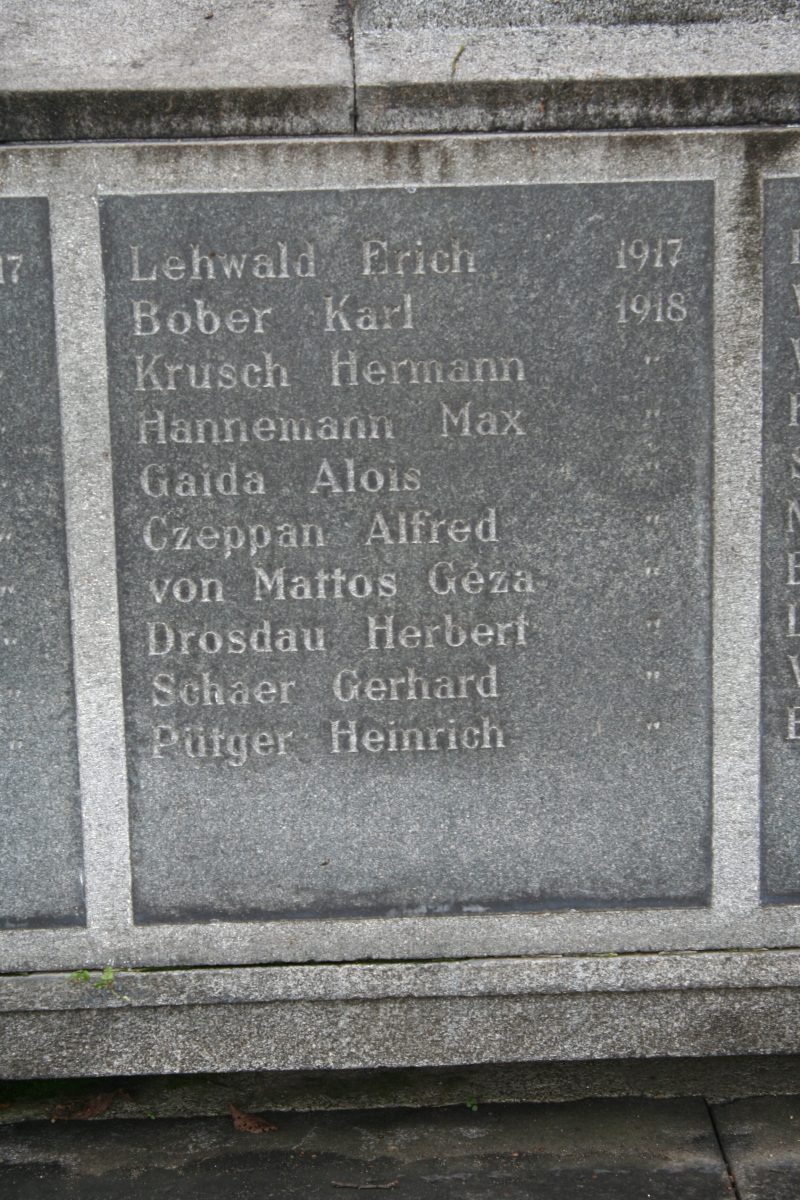 Lehwald Erich 1917
Bober Karl 1918
Krusch Hermann "
Hannemann Max "
Gaida Alois "
Czeppan Alfred "
von Mattos Géza "
Drosdau Herbert "
Schaer Gerhard "
Pütger Heinrich "